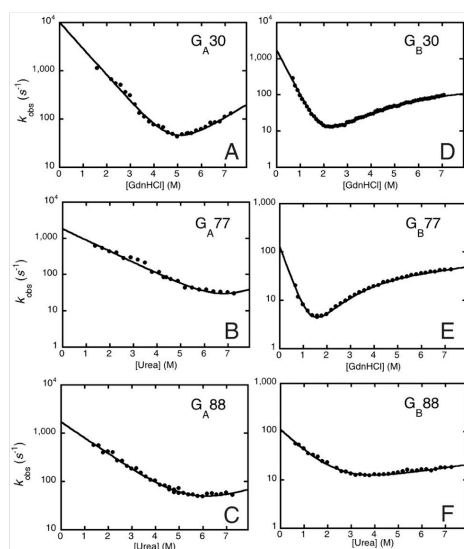 10⁴
1,000
100
10
k_obs (s⁻¹)
G_A30
A
0 1 2 3 4 5 6 7
[GdnHCl] (M)
10⁴
1,000
100
10
1
G_B30
D
0 1 2 3 4 5 6 7
[GdnHCl] (M)
10⁴
1,000
100
10
1
k_obs (s⁻¹)
G_A77
B
0 1 2 3 4 5 6 7
[Urea] (M)
100
10
1
G_B77
E
0 1 2 3 4 5 6 7
[GdnHCl] (M)
10⁴
1,000
100
10
k_obs (s⁻¹)
G_A88
C
0 1 2 3 4 5 6 7
[Urea] (M)
1,000
100
10
1
G_B88
F
0 1 2 3 4 5 6 7
[Urea] (M)